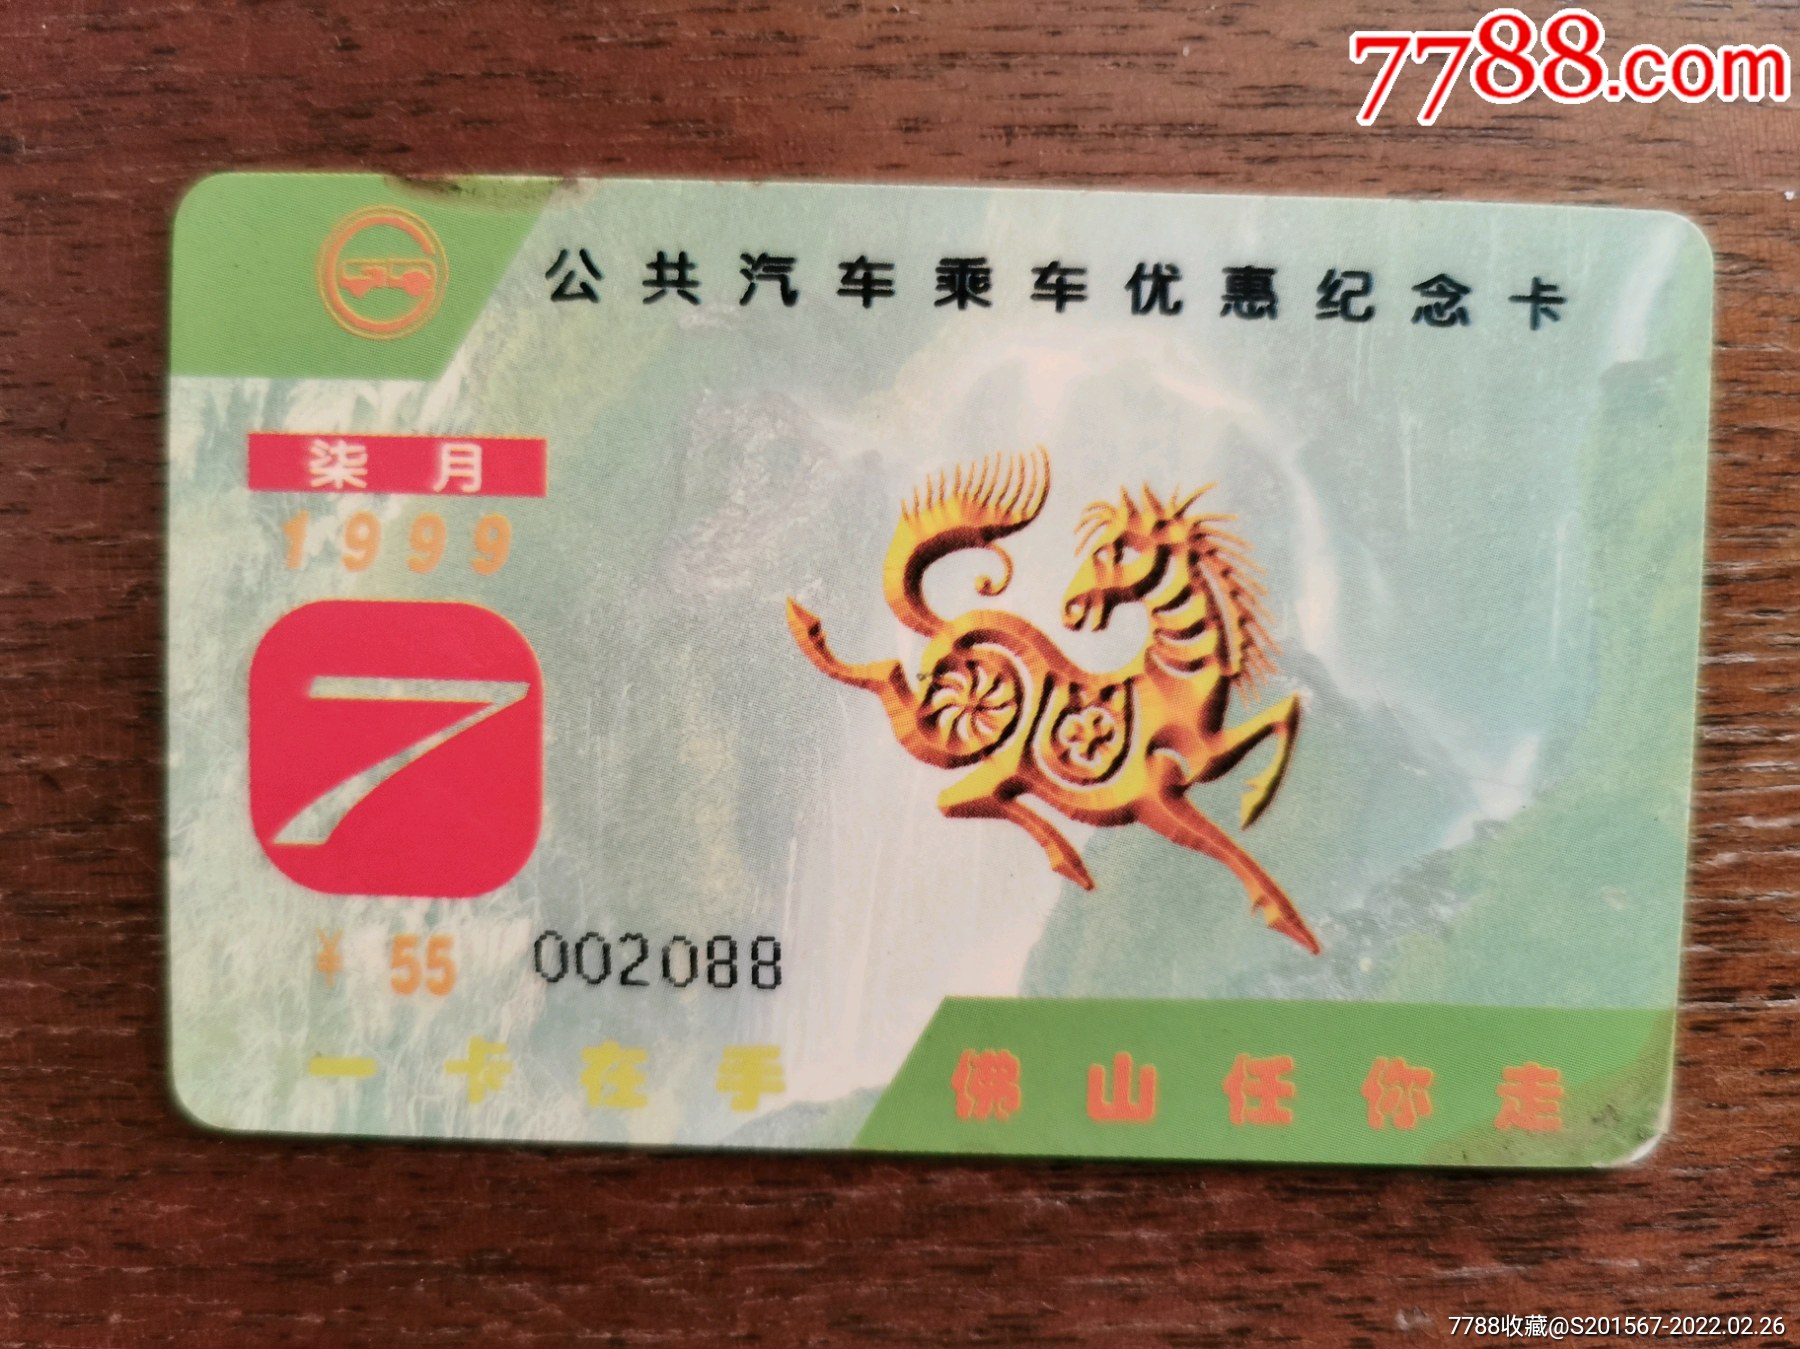 7788.com
公共汽车乘车优惠纪念卡
柒月
1999
7
¥ 55 002088
一卡在手 佛山任你走
7788收藏@S201567-2022.02.26